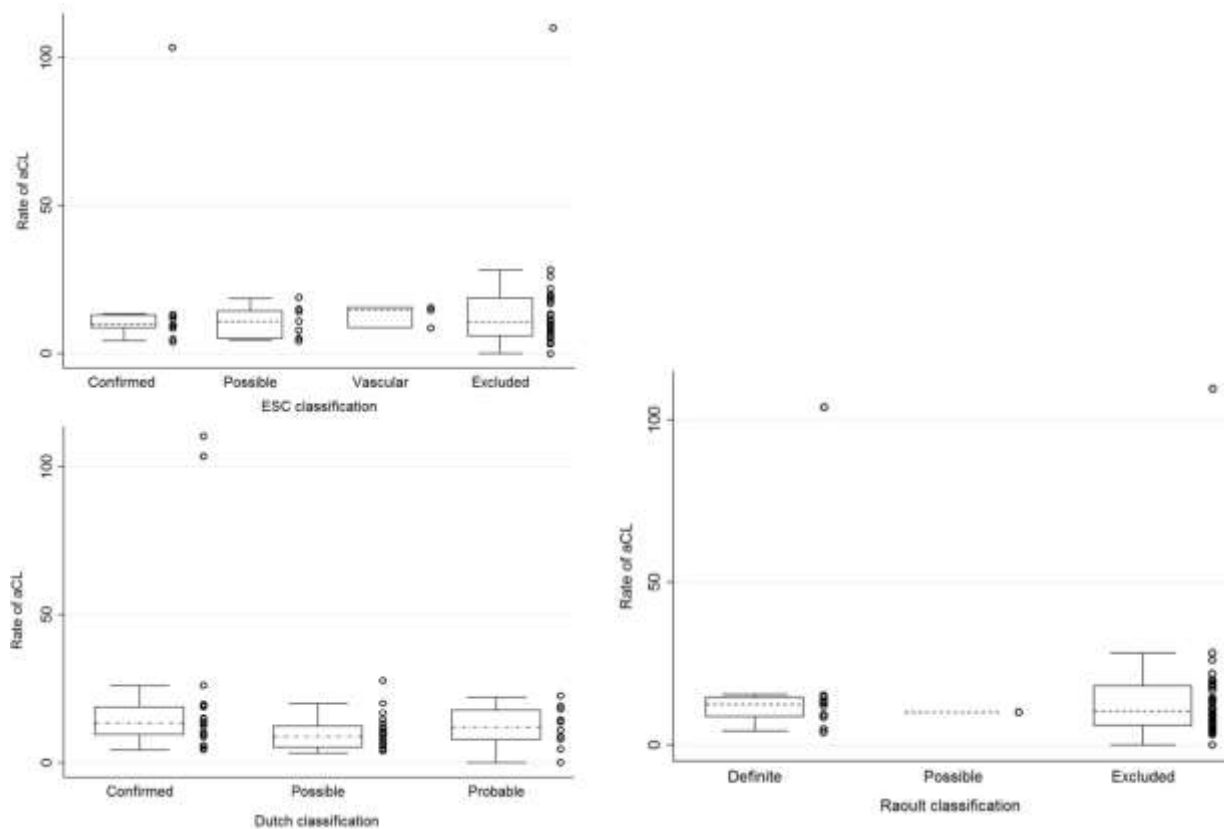 Rate of aCL
100
50
0
Confirmed Possible Vascular Excluded
ESC classification
Rate of aCL
100
50
0
Confirmed Possible Probable
Dutch classification
Rate of aCL
100
50
0
Definite Possible Excluded
Raoult classification